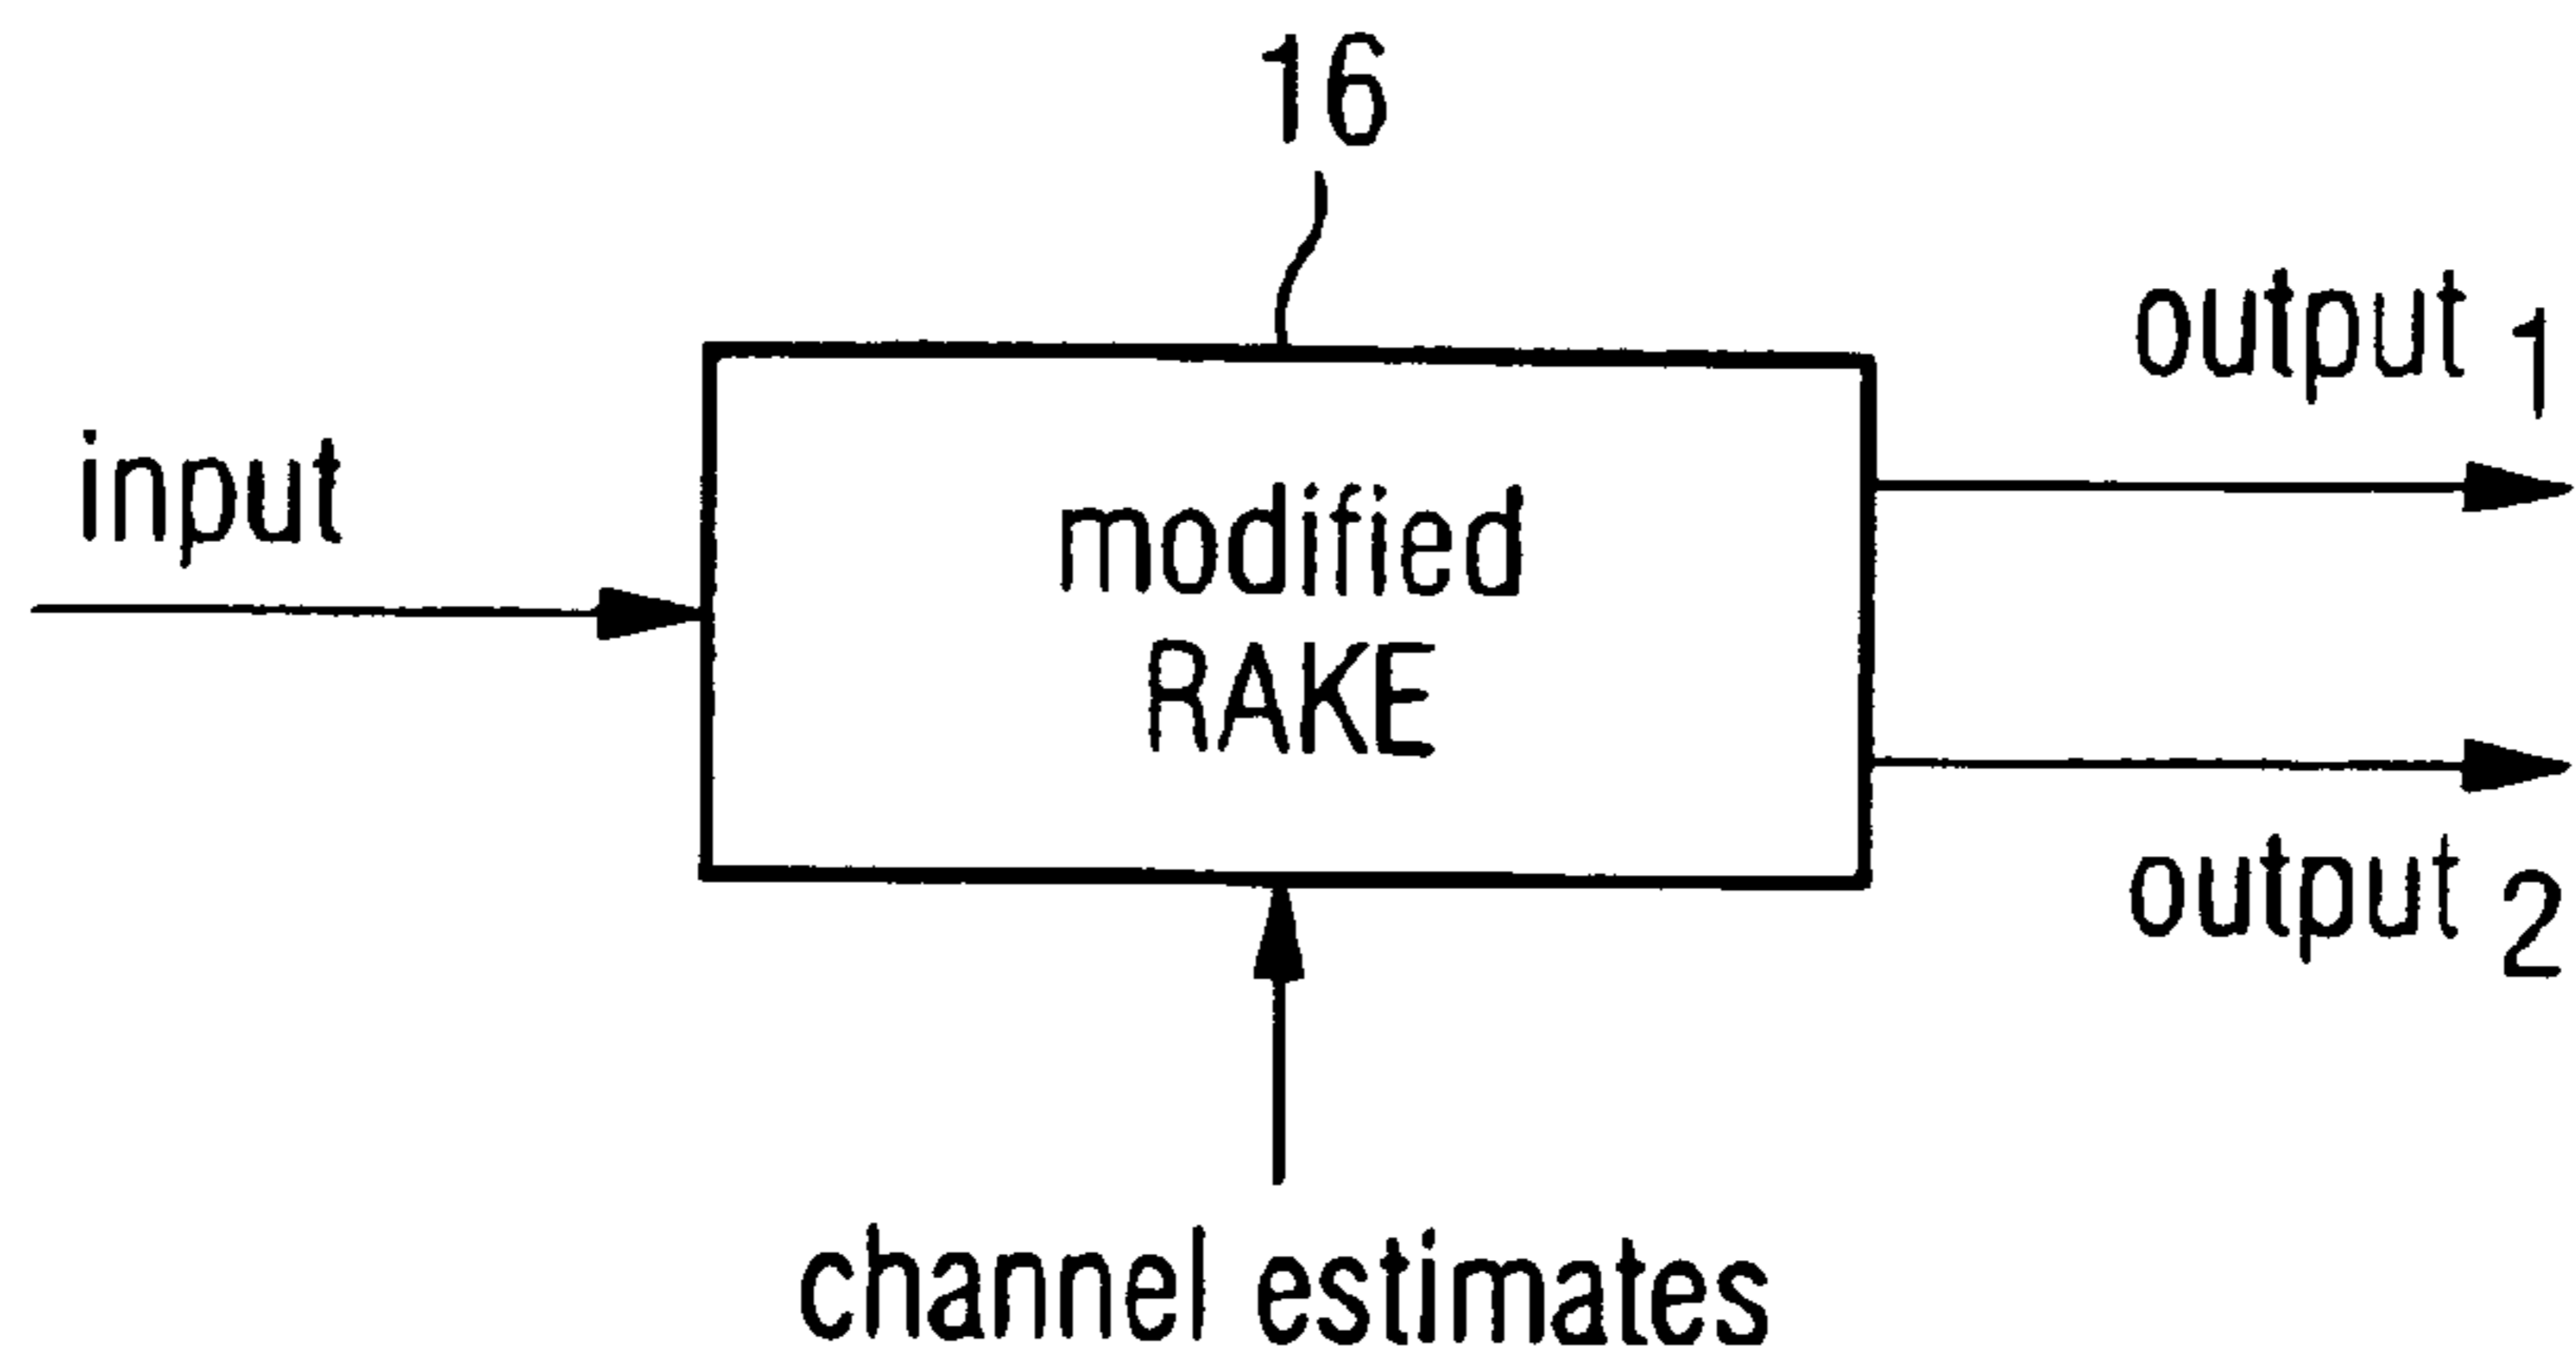 16
output 1
input
modified
RAKE
output 2
channel estimates